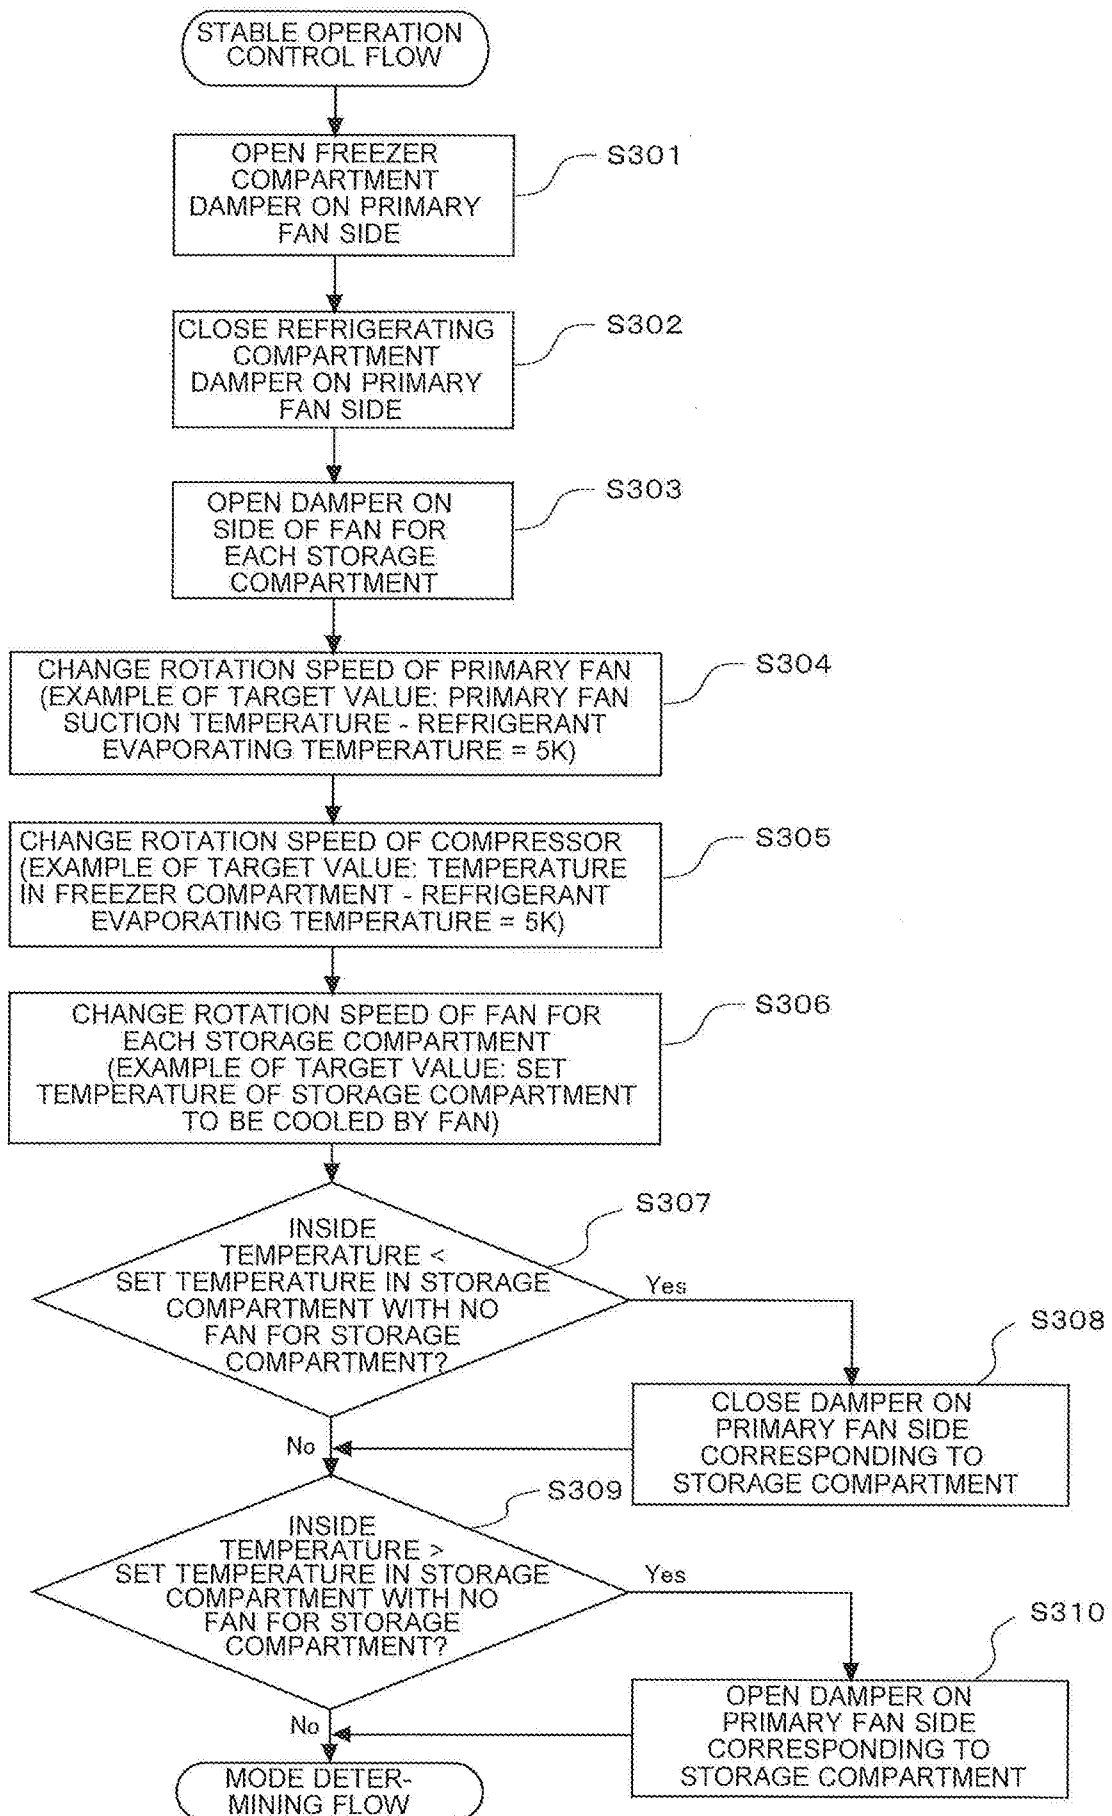 STABLE OPERATION
CONTROL FLOW
OPEN FREEZER
COMPARTMENT
DAMPER ON PRIMARY
FAN SIDE
S301
CLOSE REFRIGERATING
COMPARTMENT
DAMPER ON PRIMARY
FAN SIDE
S302
OPEN DAMPER ON
SIDE OF FAN FOR
EACH STORAGE
COMPARTMENT
S303
CHANGE ROTATION SPEED OF PRIMARY FAN
(EXAMPLE OF TARGET VALUE: PRIMARY FAN
SUCTION TEMPERATURE - REFRIGERANT
EVAPORATING TEMPERATURE = 5K)
S304
CHANGE ROTATION SPEED OF COMPRESSOR
(EXAMPLE OF TARGET VALUE: TEMPERATURE
IN FREEZER COMPARTMENT - REFRIGERANT
EVAPORATING TEMPERATURE = 5K)
S305
CHANGE ROTATION SPEED OF FAN FOR
EACH STORAGE COMPARTMENT
(EXAMPLE OF TARGET VALUE: SET
TEMPERATURE OF STORAGE COMPARTMENT
TO BE COOLED BY FAN)
S306
INSIDE
TEMPERATURE <
SET TEMPERATURE IN STORAGE
COMPARTMENT WITH NO
FAN FOR STORAGE
COMPARTMENT?
S307
Yes
S308
CLOSE DAMPER ON
PRIMARY FAN SIDE
CORRESPONDING TO
STORAGE COMPARTMENT
No
S309
INSIDE
TEMPERATURE >
SET TEMPERATURE IN STORAGE
COMPARTMENT WITH NO
FAN FOR STORAGE
COMPARTMENT?
Yes
S310
OPEN DAMPER ON
PRIMARY FAN SIDE
CORRESPONDING TO
STORAGE COMPARTMENT
No
MODE DETER-
MINING FLOW